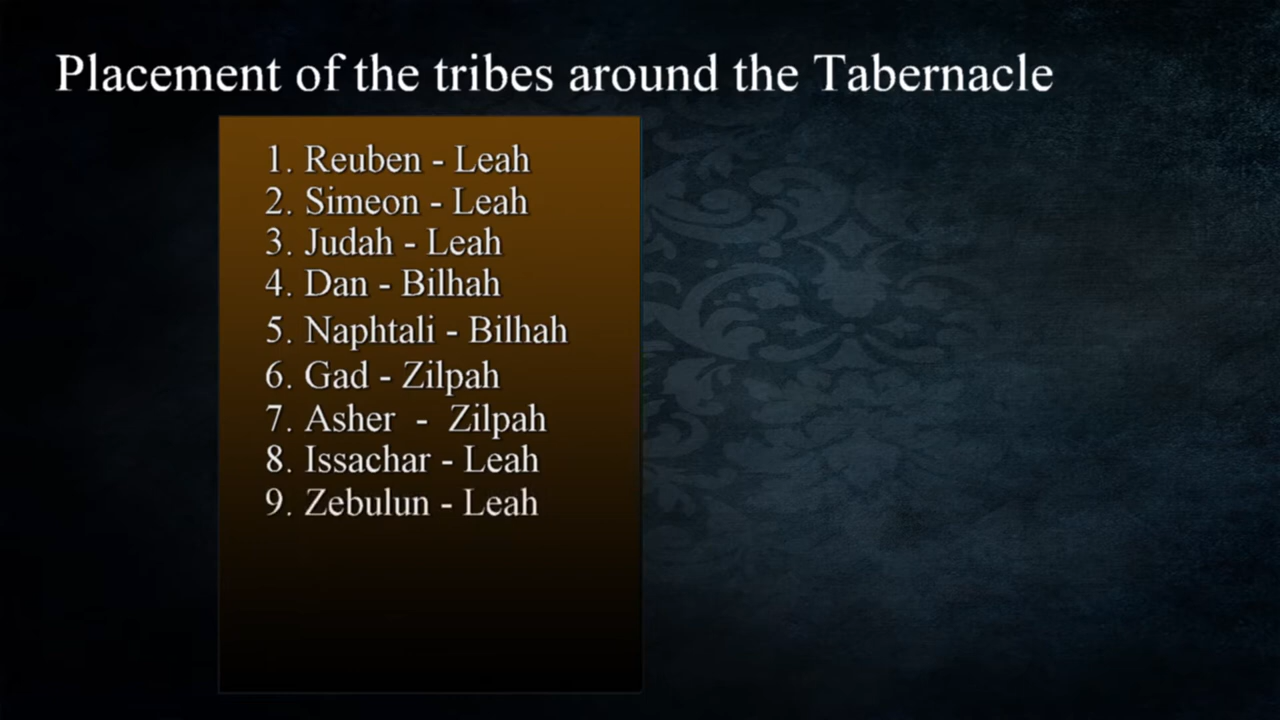 Placement of the tribes around the Tabernacle
1. Reuben - Leah
2. Simeon - Leah
3. Judah - Leah
4. Dan - Bilhah
5. Naphtali - Bilhah
6. Gad - Zilpah
7. Asher - Zilpah
8. Issachar - Leah
9. Zebulun - Leah